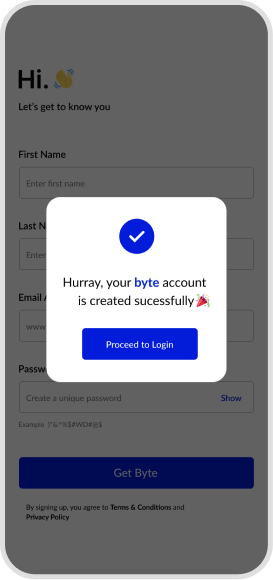 Hi. 👋
Let's get to know you
First Name
Enter first name
Last N
Enter
Hurray, your byte account
is created sucessfully 🎉
Proceed to Login
Email A
www
Passw
Create a unique password Show
Example )*&^%$#WD#@$
Get Byte
By signing up, you agree to Terms & Conditions and
Privacy Policy